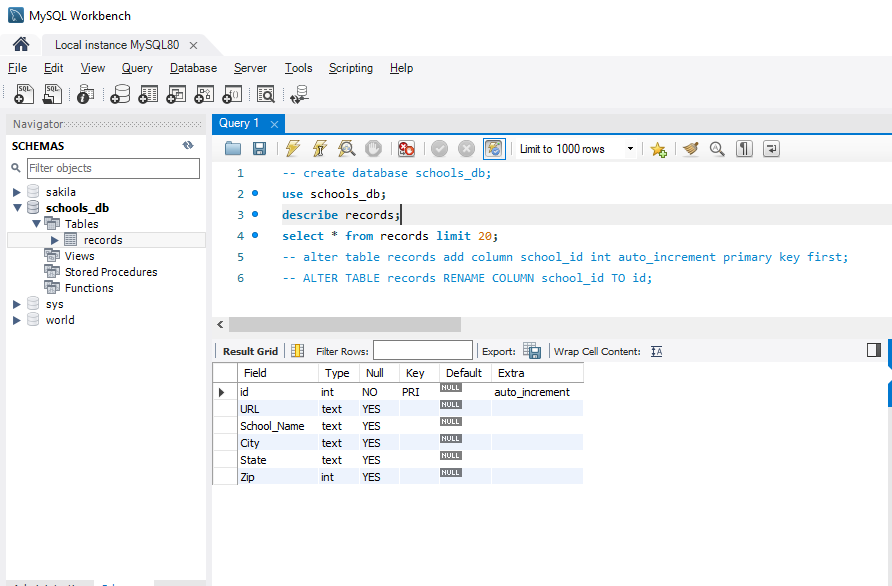 MySQL Workbench
Local instance MySQL80
File Edit View Query Database Server Tools Scripting Help
Navigator
SCHEMAS
Filter objects
sakila
schools_db
Tables
records
Views
Stored Procedures
Functions
sys
world
Query 1
Limit to 1000 rows
1 -- create database schools_db;
2 use schools_db;
3 describe records;
4 select * from records limit 20;
5 -- alter table records add column school_id int auto_increment primary key first;
6 -- ALTER TABLE records RENAME COLUMN school_id TO id;
Result Grid Filter Rows: Export: Wrap Cell Content:
Field Type Null Key Default Extra
id int NO PRI NULL auto_increment
URL text YES NULL
School_Name text YES NULL
City text YES NULL
State text YES NULL
Zip int YES NULL